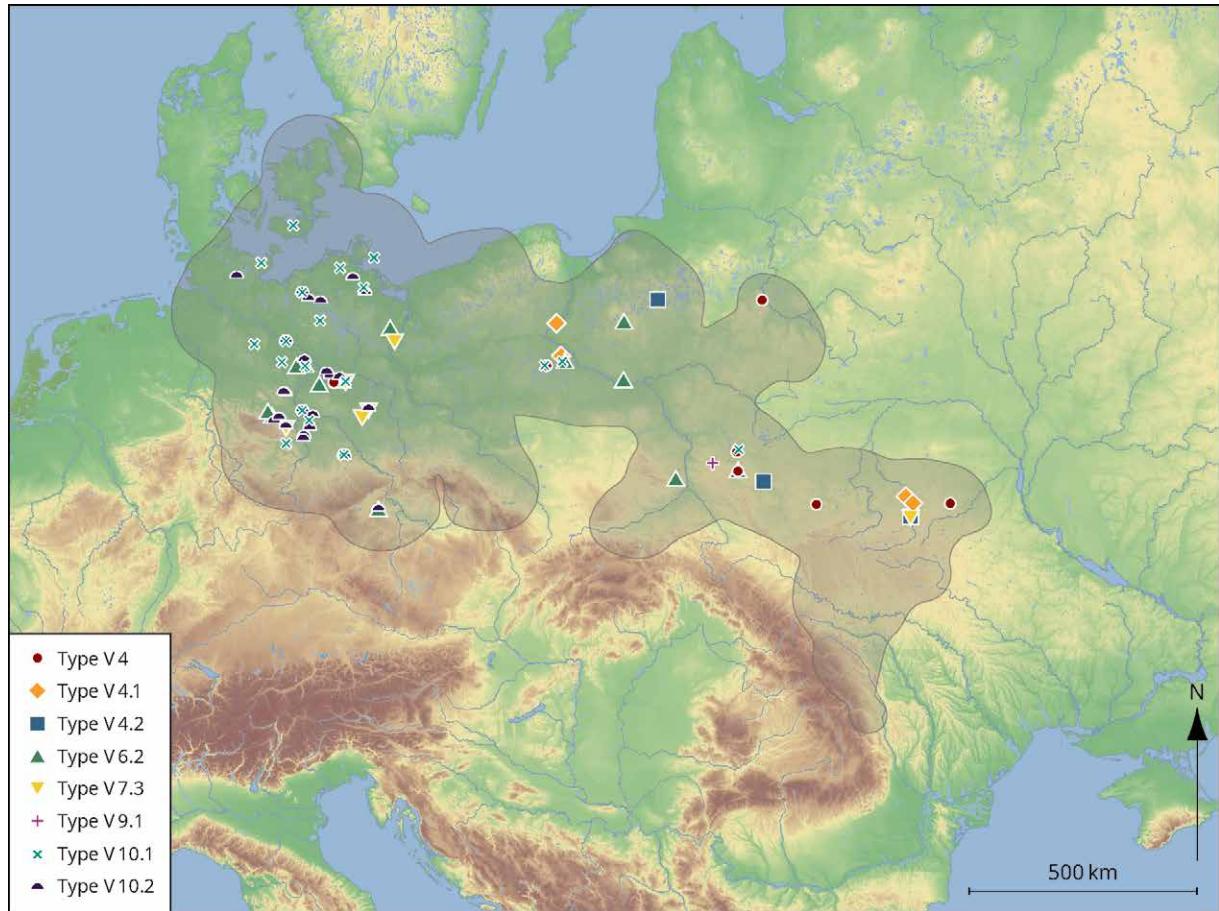 Type V 4
Type V 4.1
Type V 4.2
Type V 6.2
Type V 7.3
Type V 9.1
Type V 10.1
Type V 10.2
N
500 km